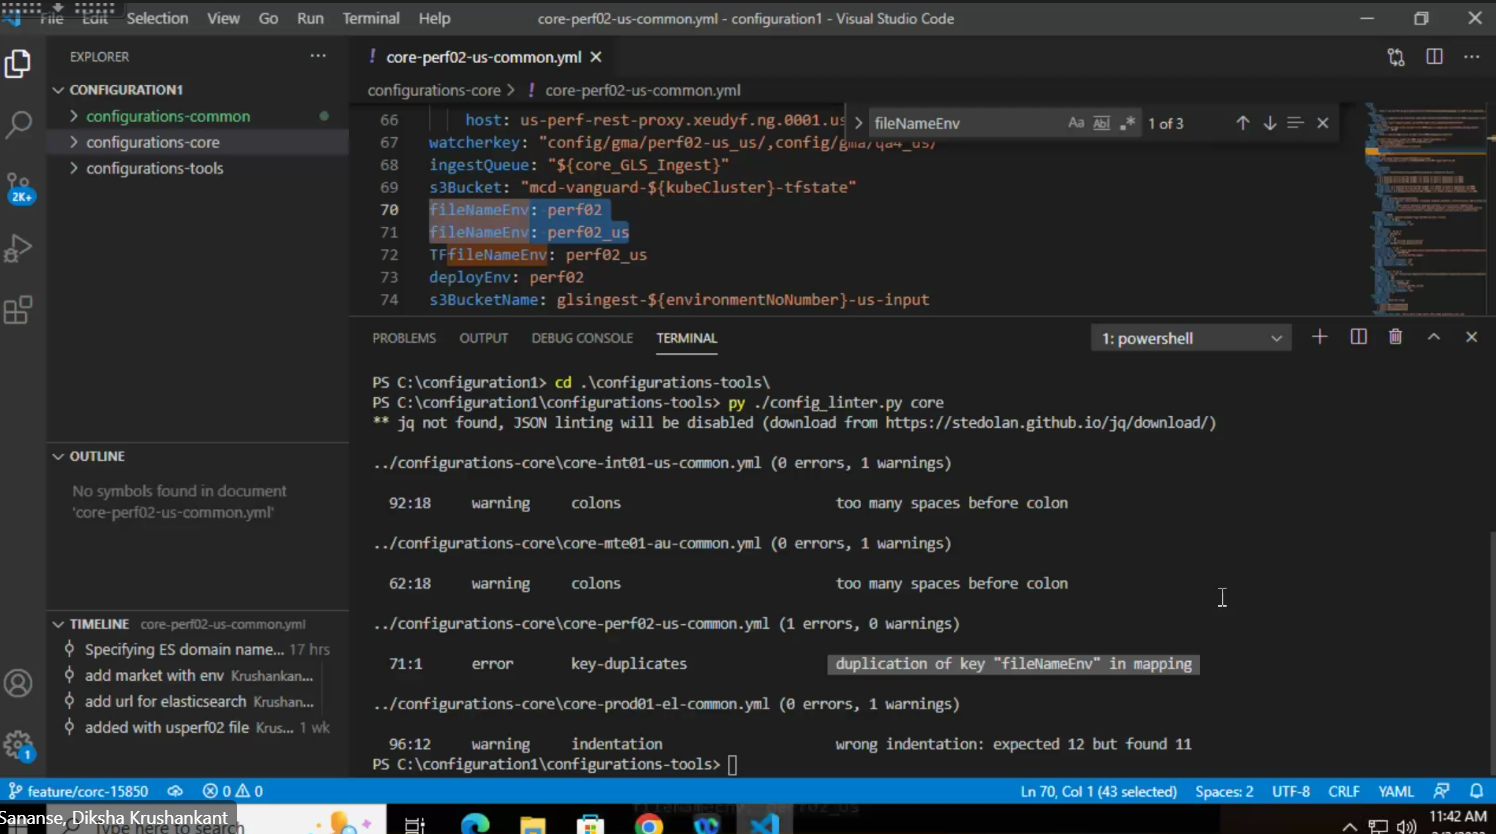 File Edit Selection View Go Run Terminal Help core-perf02-us-common.yml - configuration1 - Visual Studio Code
EXPLORER
CONFIGURATION1
configurations-common
configurations-core
configurations-tools
OUTLINE
No symbols found in document
'core-perf02-us-common.yml'
TIMELINE core-perf02-us-common.yml
Specifying ES domain name... 17 hrs
add market with env Krushankan...
add url for elasticsearch Krushan...
added with usperf02 file Krus... 1 wk
2K+
1
! core-perf02-us-common.yml
configurations-core > ! core-perf02-us-common.yml
fileNameEnv Aa Abl .* 1 of 3
66 host: us-perf-rest-proxy.xeudyf.ng.0001.us
67 watcherkey: "config/gma/perf02-us_us/,config/gma/qa4_us/
68 ingestQueue: "${core_GLS_Ingest}"
69 s3Bucket: "mcd-vanguard-${kubeCluster}-tfstate"
70 fileNameEnv: perf02
71 fileNameEnv: perf02_us
72 TFfileNameEnv: perf02_us
73 deployEnv: perf02
74 s3BucketName: glsingest-${environmentNoNumber}-us-input
PROBLEMS OUTPUT DEBUG CONSOLE TERMINAL 1: powershell
PS C:\configuration1> cd .\configurations-tools\
PS C:\configuration1\configurations-tools> py ./config_linter.py core
** jq not found, JSON linting will be disabled (download from https://stedolan.github.io/jq/download/)
../configurations-core\core-int01-us-common.yml (0 errors, 1 warnings)
92:18 warning colons too many spaces before colon
../configurations-core\core-mte01-au-common.yml (0 errors, 1 warnings)
62:18 warning colons too many spaces before colon
../configurations-core\core-perf02-us-common.yml (1 errors, 0 warnings)
71:1 error key-duplicates duplication of key "fileNameEnv" in mapping
../configurations-core\core-prod01-el-common.yml (0 errors, 1 warnings)
96:12 warning indentation wrong indentation: expected 12 but found 11
PS C:\configuration1\configurations-tools>
feature/corc-15850 0 0 Ln 70, Col 1 (43 selected) Spaces: 2 UTF-8 CRLF YAML
Sananse, Diksha Krushankant
Type here to search
11:42 AM